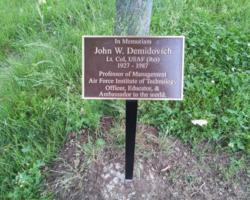 In Memoriam
John W. Demidovich
Lt. Col, USAF (Ret)
1927 - 1987
Professor of Management
Air Force Institute of Technology
Officer, Educator, &
Ambassador to the world.